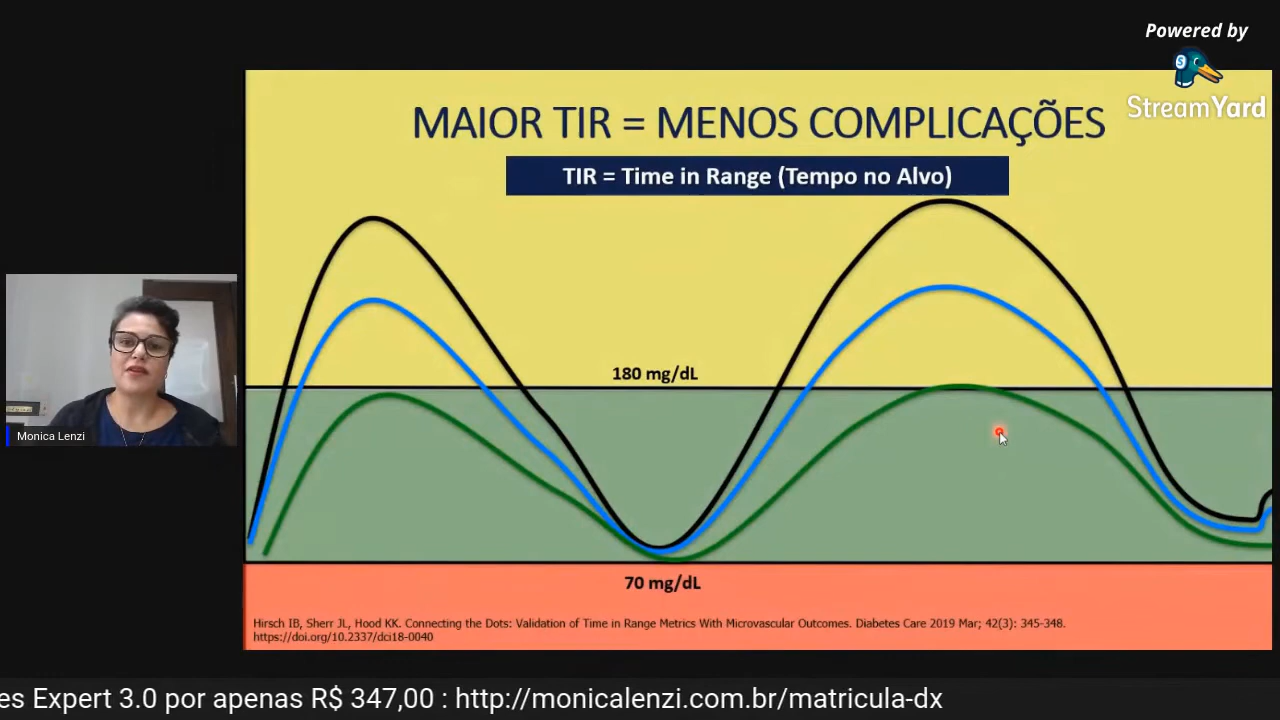 Powered by
StreamYard
MAIOR TIR = MENOS COMPLICAÇÕES
TIR = Time in Range (Tempo no Alvo)
180 mg/dL
Monica Lenzi
70 mg/dL
Hirsch IB, Sherr JL, Hood KK. Connecting the Dots: Validation of Time in Range Metrics With Microvascular Outcomes. Diabetes Care 2019 Mar; 42(3): 345-348.
https://doi.org/10.2337/dci18-0040
es Expert 3.0 por apenas R$ 347,00 : http://monicalenzi.com.br/matricula-dx